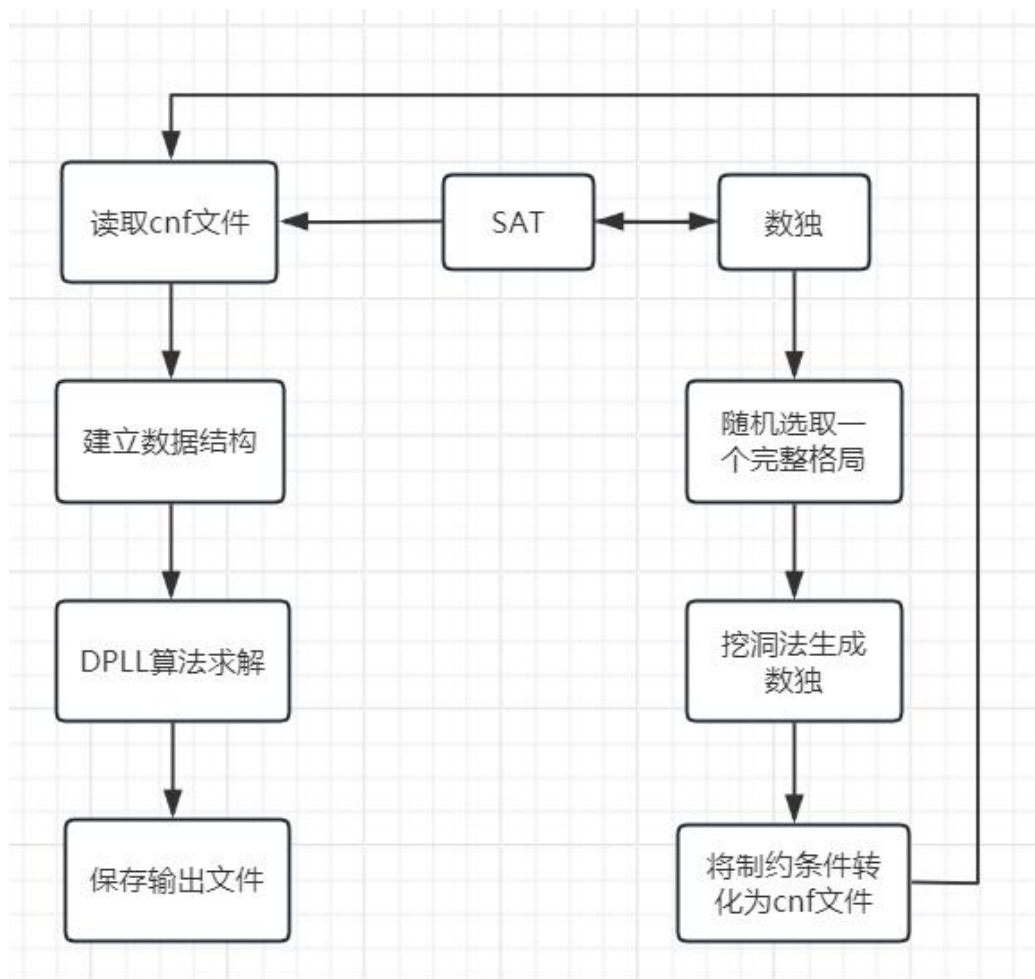 读取cnf文件
SAT
数独
建立数据结构
随机选取一
个完整格局
DPLL算法求解
挖洞法生成
数独
保存输出文件
将制约条件转
化为cnf文件